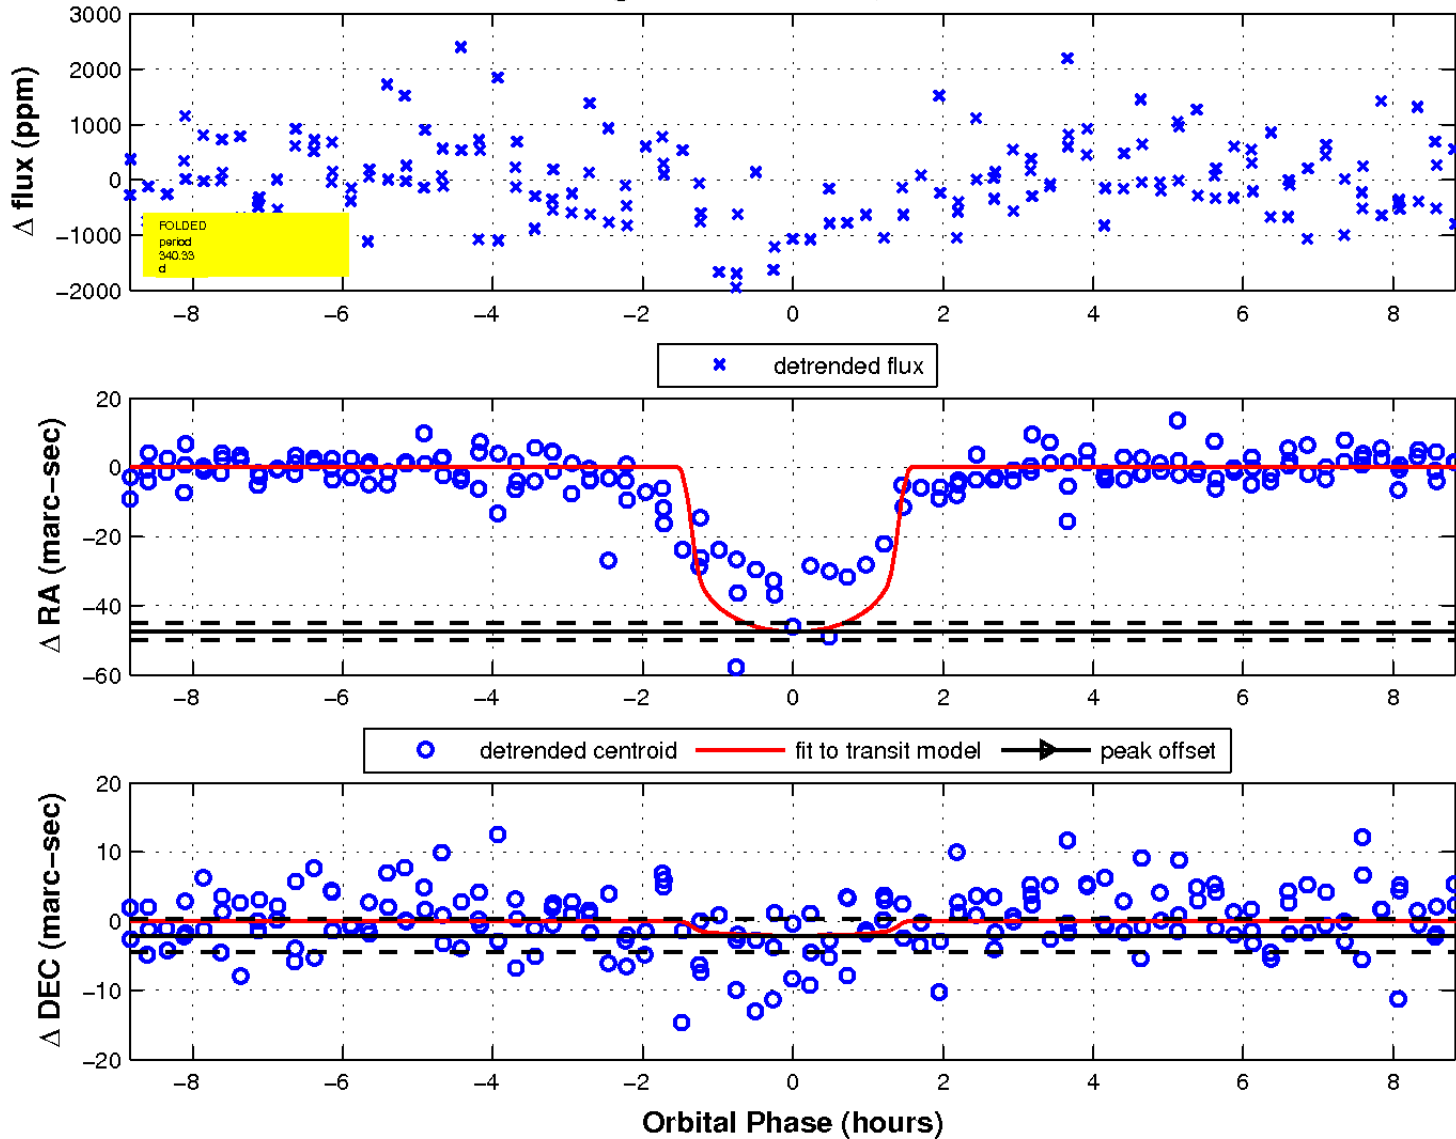 3000
2000
1000
0
−1000
−2000
Δ flux (ppm)
FOLDED
period
340.33
d
−8 −6 −4 −2 0 2 4 6 8
detrended flux
20
0
−20
−40
−60
Δ RA (marc−sec)
−8 −6 −4 −2 0 2 4 6 8
detrended centroid fit to transit model peak offset
20
10
0
−10
−20
Δ DEC (marc−sec)
−8 −6 −4 −2 0 2 4 6 8
Orbital Phase (hours)